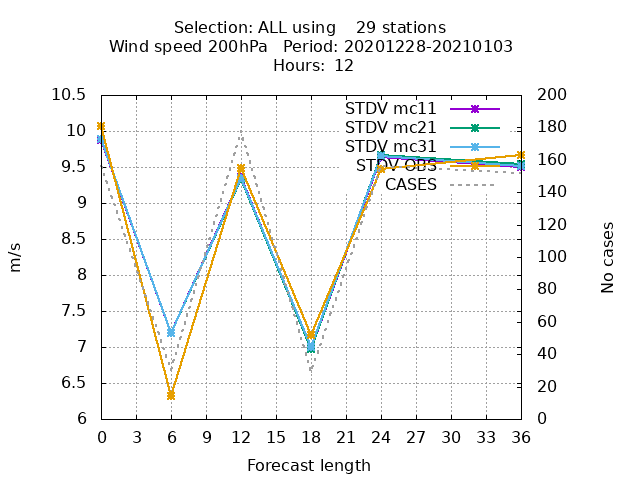 Selection: ALL using    29 stations
Wind speed 200hPa   Period: 20201228-20210103
Hours: 12
10.5
10
9.5
9
8.5
8
7.5
7
6.5
6
200
180
160
140
120
100
80
60
40
20
0
STDV mc11
STDV mc21
STDV mc31
STDV OBS
CASES
m/s
No cases
0 3 6 9 12 15 18 21 24 27 30 33 36
Forecast length